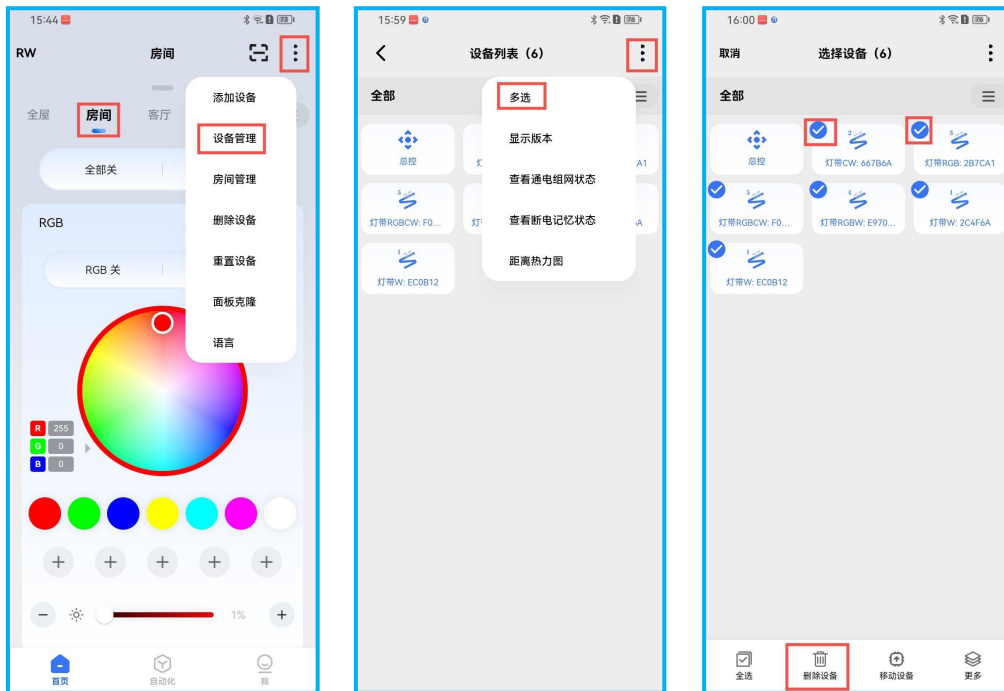 15:44
RW
房间
添加设备
全屋
房间
客厅
设备管理
全部关
房间管理
删除设备
RGB
重置设备
RGB 关
面板克隆
语言
R 255
G 0
B 0
1%
首页
自动化
我
15:59
设备列表（6）
全部
多选
显示版本
总控
灯
CA1
查看通电组网状态
灯带RGBCW: F0...
灯带
查看断电记忆状态
距离热力图
灯带W: EC0B12
16:00
取消
选择设备（6）
全部
总控
灯带CW: 667B6A
灯带RGB: 2B7CA1
灯带RGBCW: F0...
灯带RGBW: E970...
灯带W: 2C4F6A
灯带W: EC0B12
全选
删除设备
移动设备
更多